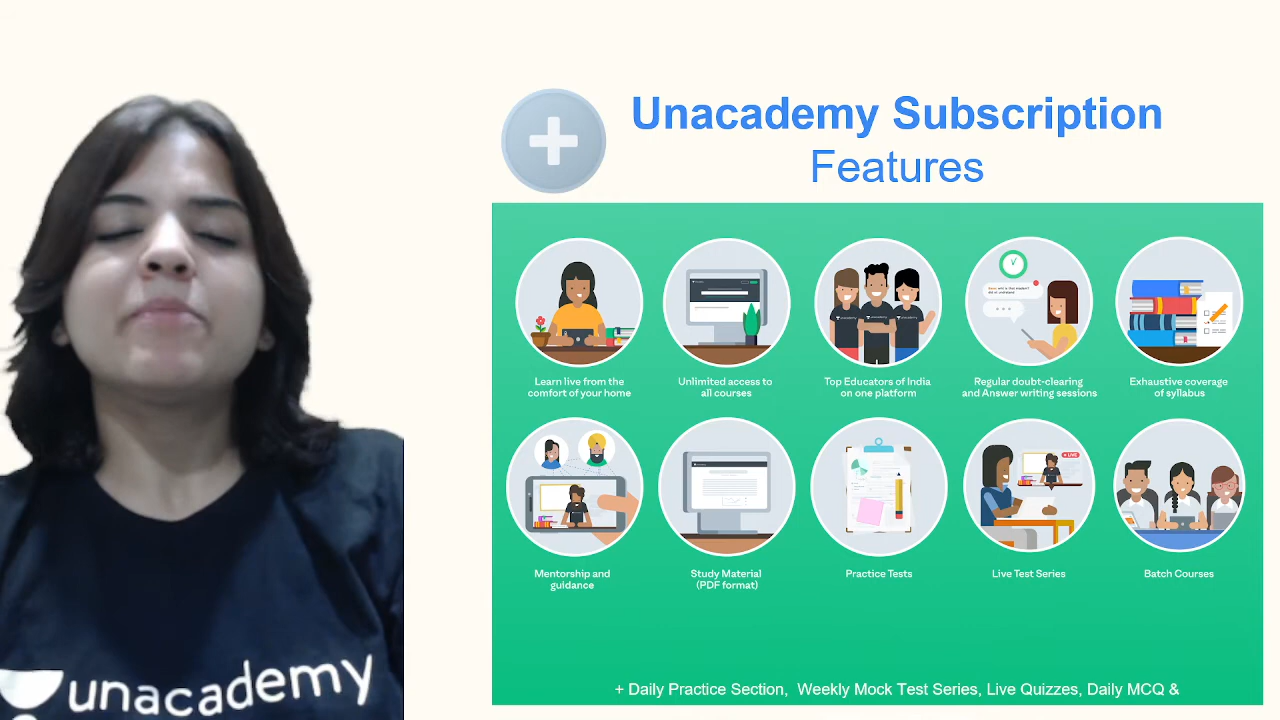 Unacademy Subscription
Features
Learn live from the
comfort of your home
Unlimited access to
all courses
Top Educators of India
on one platform
Regular doubt-clearing
and Answer writing sessions
Exhaustive coverage
of syllabus
LIVE
Mentorship and
guidance
Study Material
(PDF format)
Practice Tests
Live Test Series
Batch Courses
+ Daily Practice Section, Weekly Mock Test Series, Live Quizzes, Daily MCQ &
unacademy